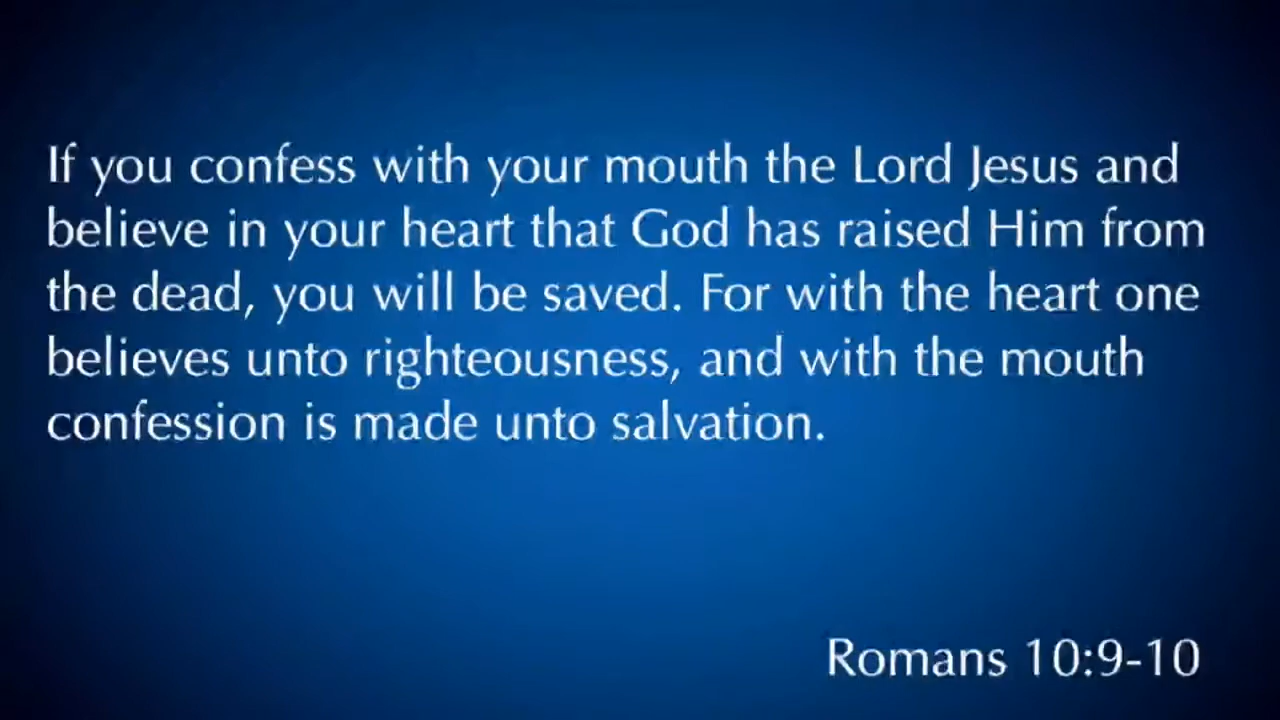 If you confess with your mouth the Lord Jesus and
believe in your heart that God has raised Him from
the dead, you will be saved. For with the heart one
believes unto righteousness, and with the mouth
confession is made unto salvation.
Romans 10:9-10